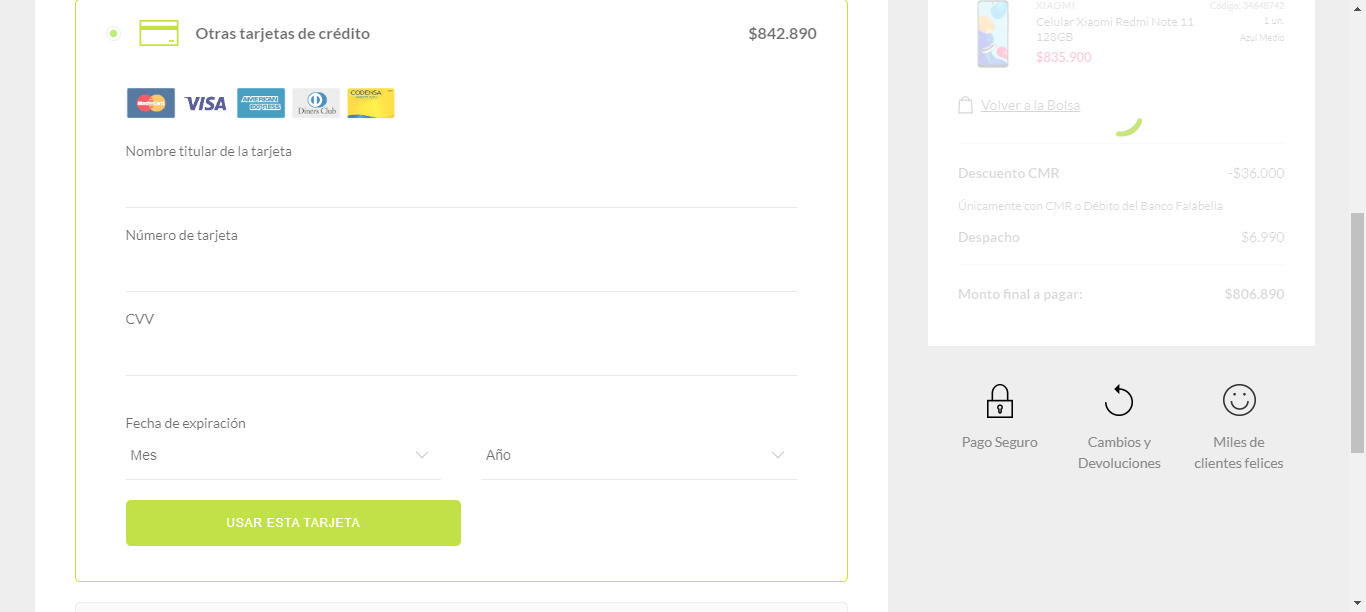 Otras tarjetas de crédito
$842.890
MasterCard
VISA
AMERICAN EXPRESS
Diners Club
CODENSA
Nombre titular de la tarjeta
Número de tarjeta
CVV
Fecha de expiración
Mes
Año
USAR ESTA TARJETA
XIAOMI
Código: 34648742
Celular Xiaomi Redmi Note 11
1 un.
128GB
Azul Medio
$835.900
Volver a la Bolsa
Descuento CMR
-$36.000
Únicamente con CMR o Débito del Banco Falabella
Despacho
$6.990
Monto final a pagar:
$806.890
Pago Seguro
Cambios y
Devoluciones
Miles de
clientes felices